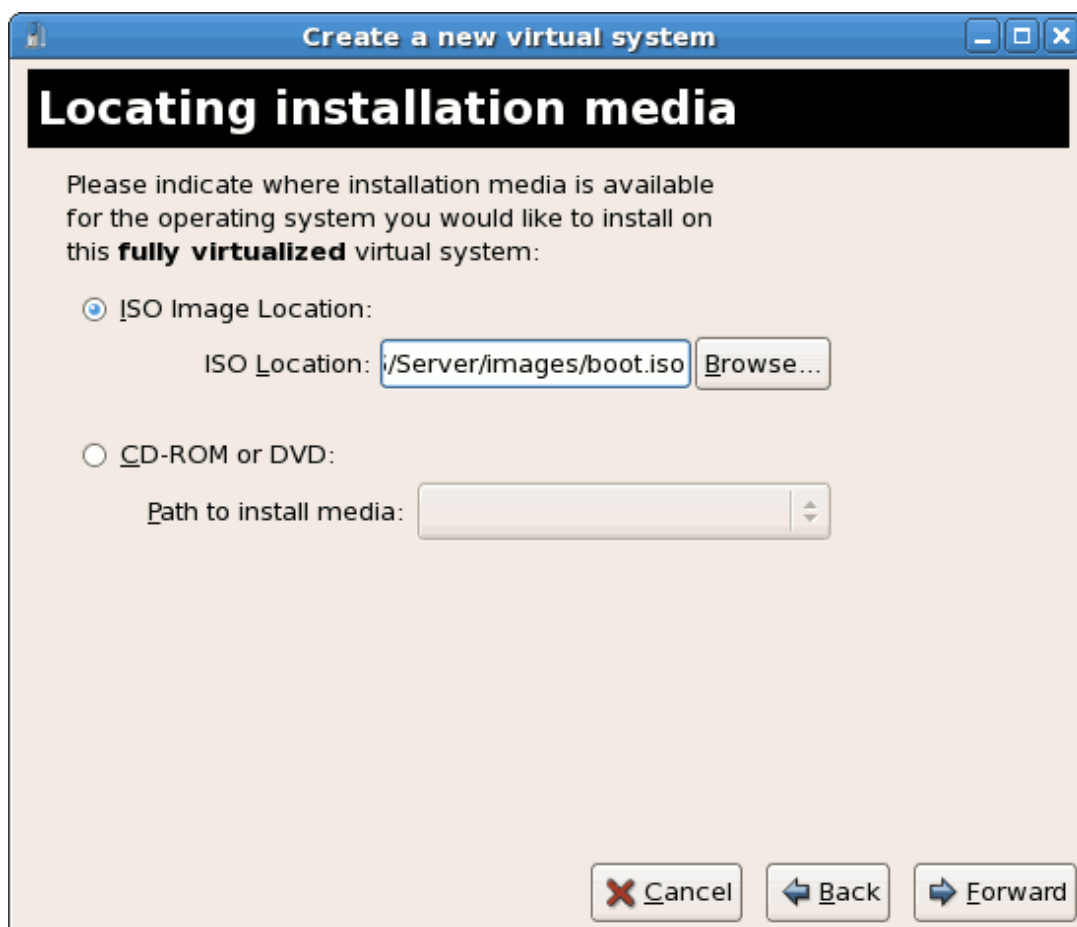 Create a new virtual system
Locating installation media
Please indicate where installation media is available
for the operating system you would like to install on
this fully virtualized virtual system:
ISO Image Location:
ISO Location: /Server/images/boot.iso Browse...
CD-ROM or DVD:
Path to install media:
Cancel Back Forward